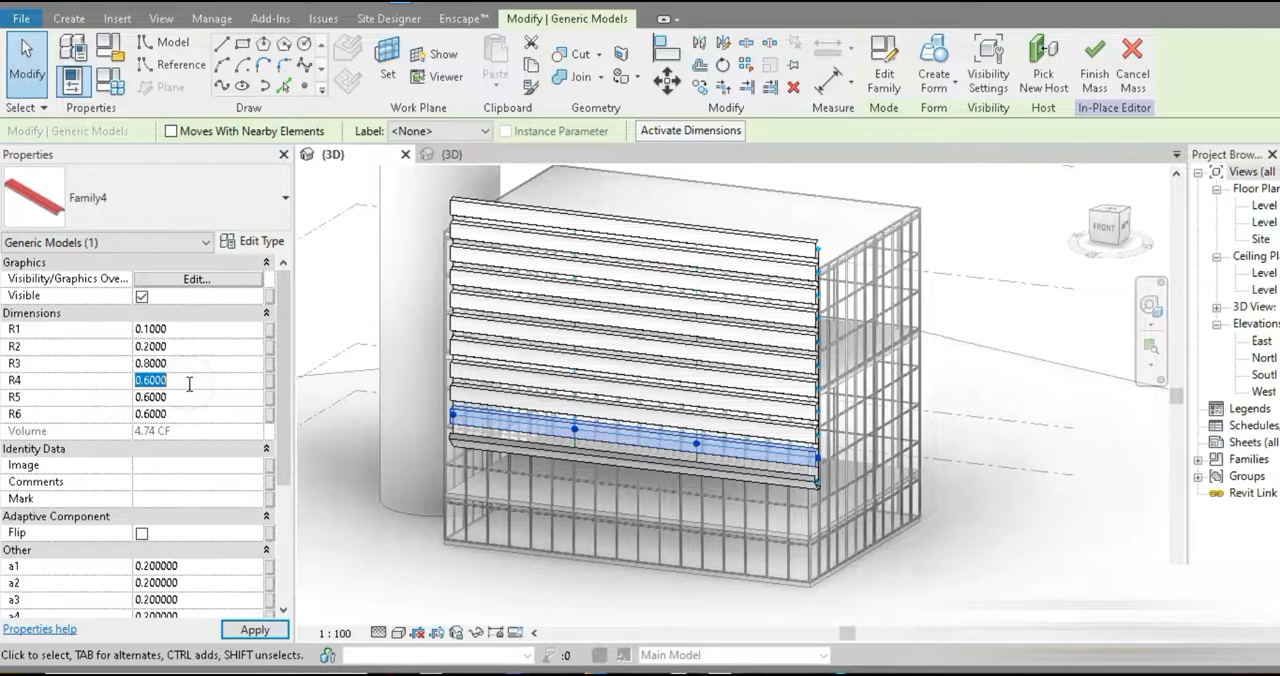 File Create Insert View Manage Add-Ins Issues Site Designer Enscape™ Modify | Generic Models
Modify Model Reference Plane Set Show Viewer Paste Cut Join Edit Family Create Form Visibility Settings Pick New Host Finish Mass Cancel Mass
Select Properties Draw Work Plane Clipboard Geometry Modify Measure Mode Form Visibility Host In-Place Editor
Modify | Generic Models Moves With Nearby Elements Label: <None> Instance Parameter Activate Dimensions
Properties {3D} {3D} Project Brow...
Family4
Generic Models (1) Edit Type
Graphics
Visibility/Graphics Ove... Edit...
Visible
Dimensions
R1 0.1000
R2 0.2000
R3 0.8000
R4 0.6000
R5 0.6000
R6 0.6000
Volume 4.74 CF
Identity Data
Image
Comments
Mark
Adaptive Component
Flip
Other
a1 0.200000
a2 0.200000
a3 0.200000
a4 0.200000
Properties help Apply
FRONT
Views (all
Floor Plan
Level
Level
Site
Ceiling Pl
Level
Level
3D View:
Elevations
East
Nortl
Soutl
West
Legends
Schedules,
Sheets (all
Families
Groups
Revit Link
1 : 100
Click to select, TAB for alternates, CTRL adds, SHIFT unselects. :0 Main Model